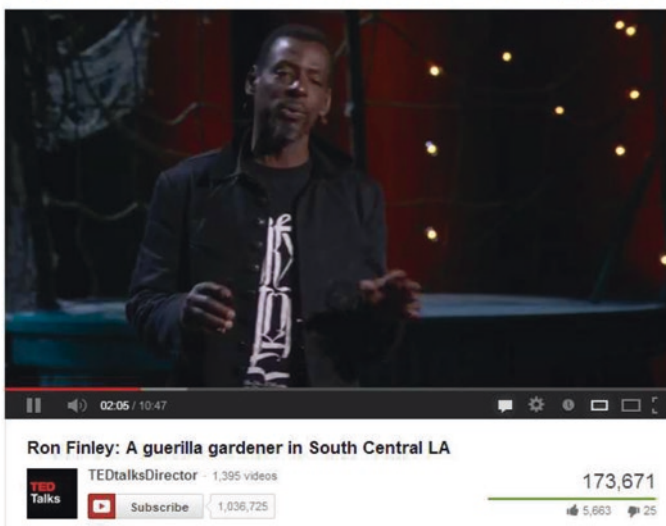 02:05 / 10:47
Ron Finley: A guerilla gardener in South Central LA
TED
Talks
TEDtalksDirector · 1,395 videos
Subscribe 1,036,725
173,671
5,663 25